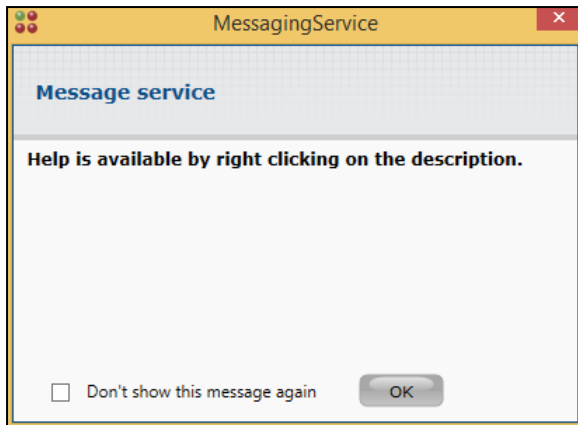 MessagingService
Message service
Help is available by right clicking on the description.
Don't show this message again
OK